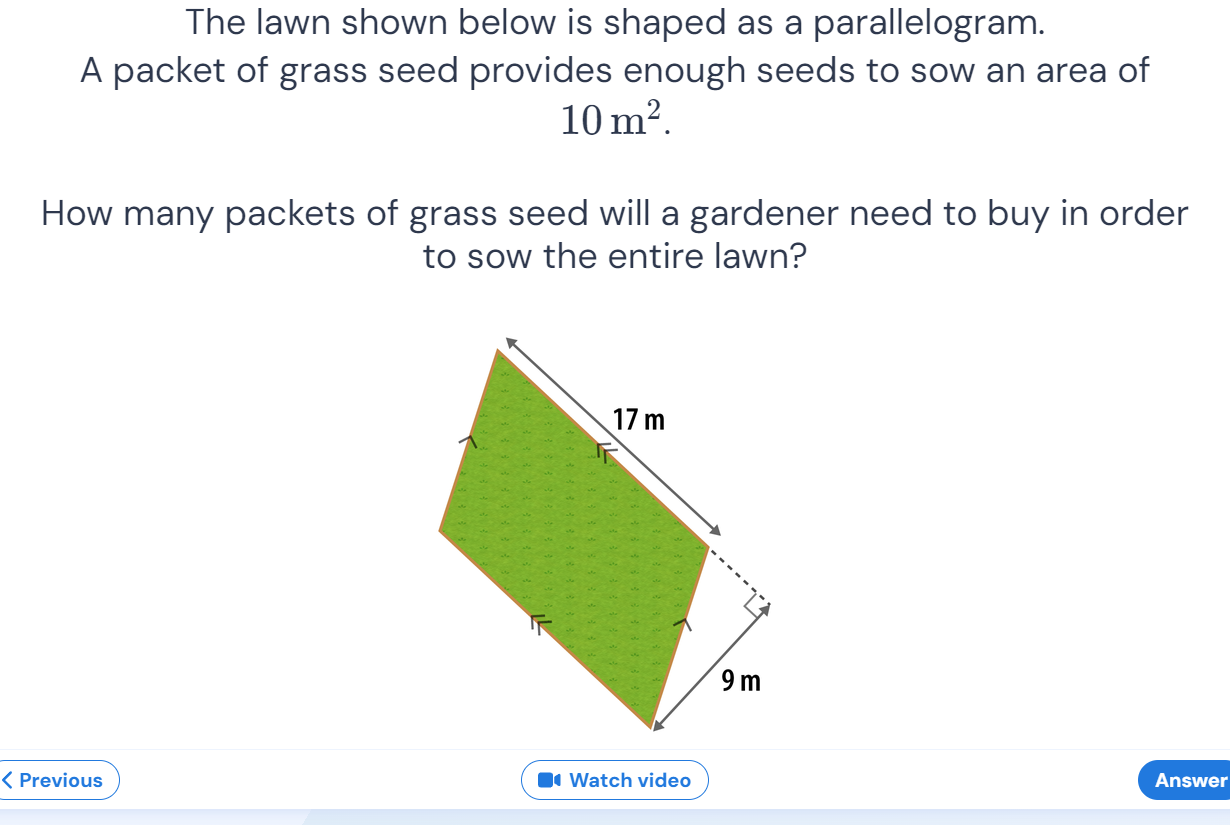 The lawn shown below is shaped as a parallelogram.
A packet of grass seed provides enough seeds to sow an area of
10 m².
How many packets of grass seed will a gardener need to buy in order
to sow the entire lawn?
17 m
9 m
Previous
Watch video
Answer